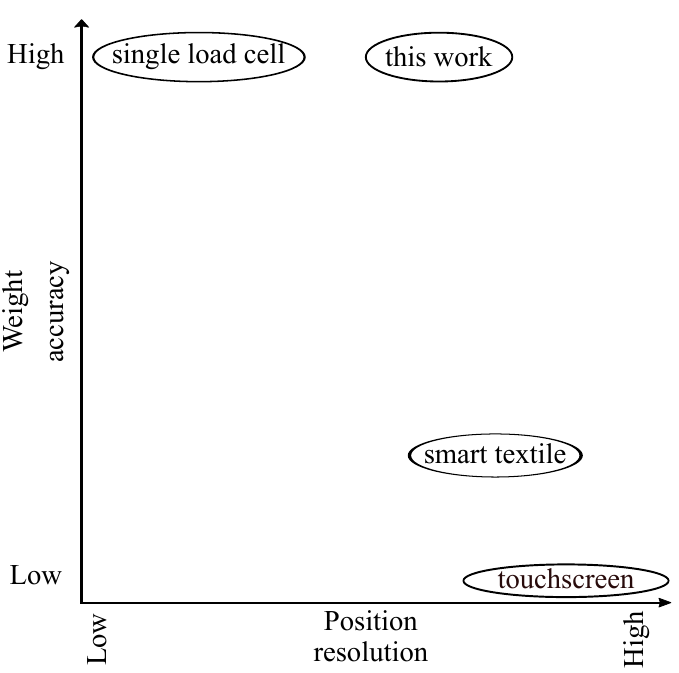 High
single load cell
this work
Weight
accuracy
smart textile
Low
touchscreen
Low
Position
resolution
High